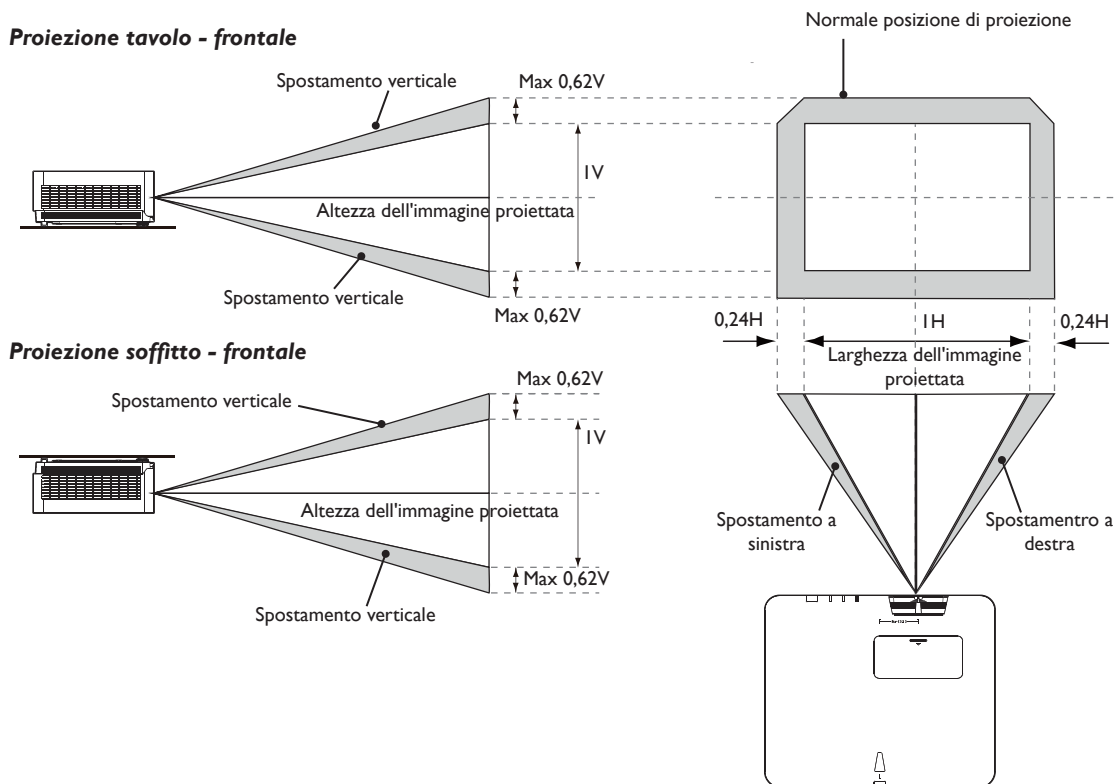 Normale posizione di proiezione
Proiezione tavolo - frontale
Spostamento verticale
Max 0,62V
1V
Altezza dell'immagine proiettata
Spostamento verticale
Max 0,62V
0,24H
1H
0,24H
Larghezza dell'immagine
proiettata
Proiezione soffitto - frontale
Max 0,62V
Spostamento verticale
1V
Altezza dell'immagine proiettata
Max 0,62V
Spostamento verticale
Spostamento a
sinistra
Spostamentro a
destra